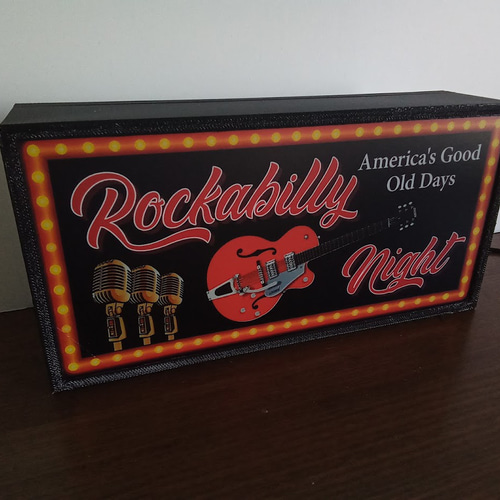 Rockabilly
America's Good
Old Days
Night